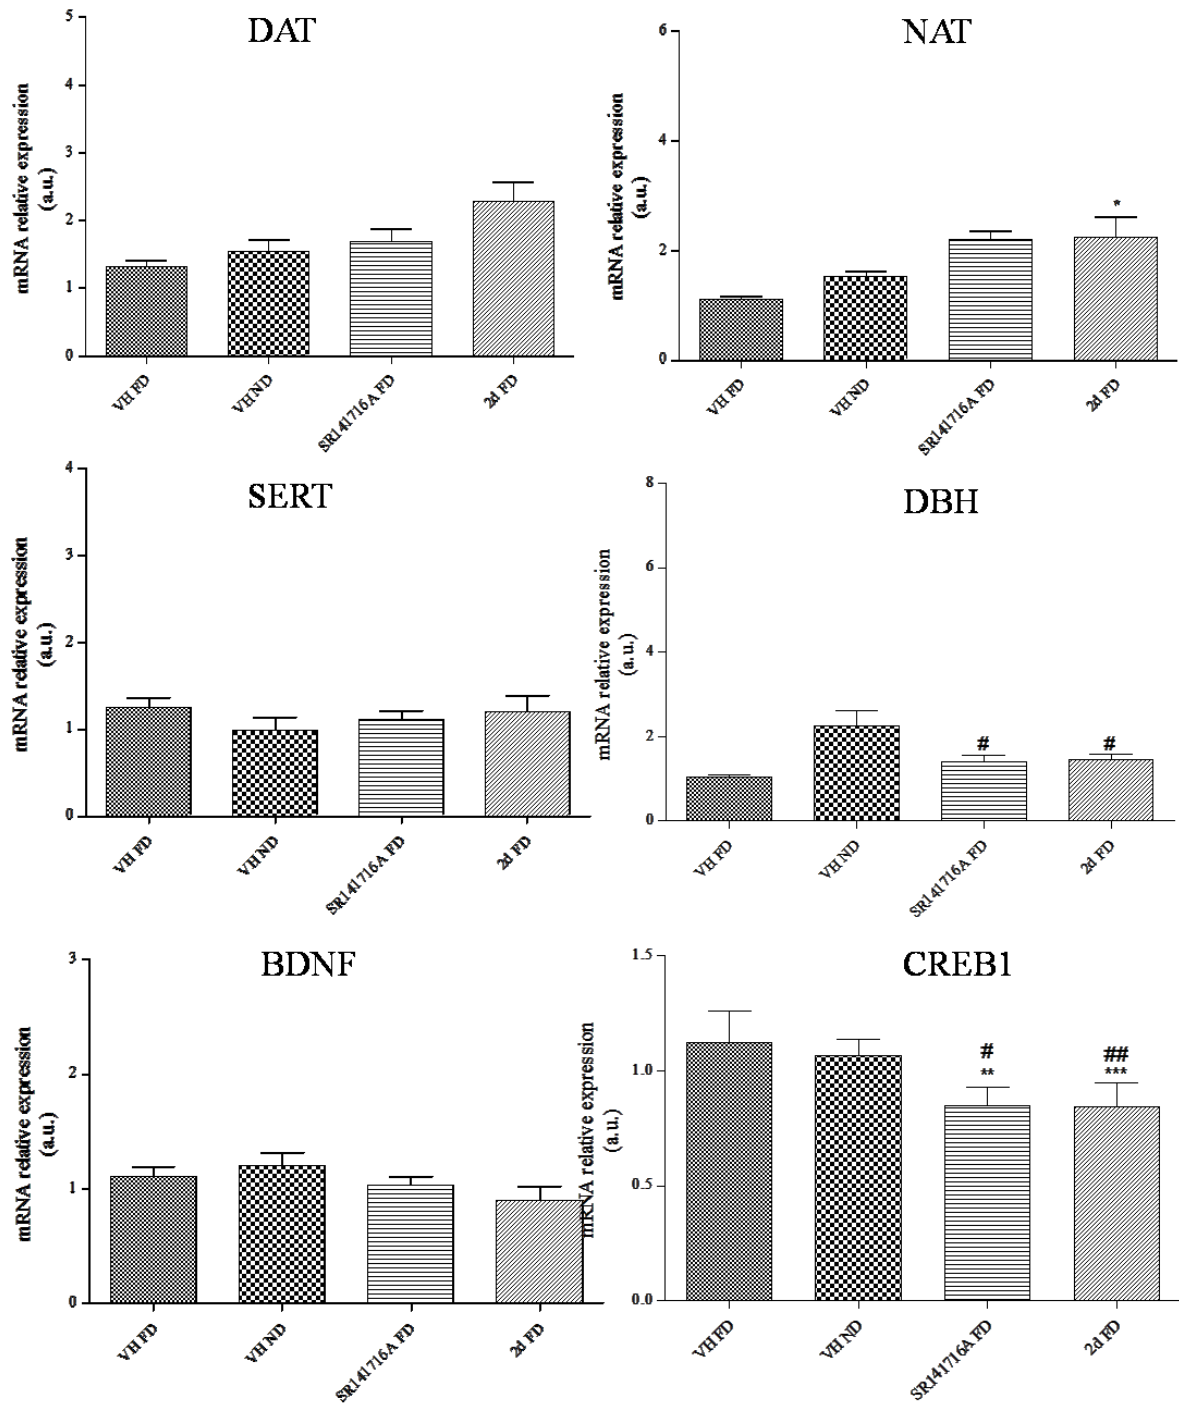 DAT
mRNA relative expression
(a.u.)
5
4
3
2
1
0
VH FD
VH ND
SR141716A FD
2d FD
NAT
mRNA relative expression
(a.u.)
6
4
2
0
*
VH FD
VH ND
SR141716A FD
2d FD
SERT
mRNA relative expression
(a.u.)
4
3
2
1
0
VH FD
VH ND
SR141716A FD
2d FD
DBH
mRNA relative expression
(a.u.)
8
6
4
2
0
# #
VH FD
VH ND
SR141716A FD
2d FD
BDNF
mRNA relative expression
(a.u.)
3
2
1
0
VH FD
VH ND
SR141716A FD
2d FD
CREB1
mRNA relative expression
(a.u.)
1.5
1.0
0.5
0.0
# ##
** ***
VH FD
VH ND
SR141716A FD
2d FD